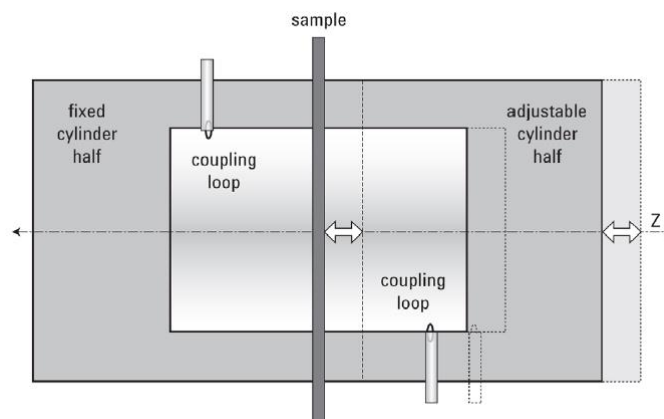 sample
fixed
cylinder
half
adjustable
cylinder
half
coupling
loop
Z
coupling
loop